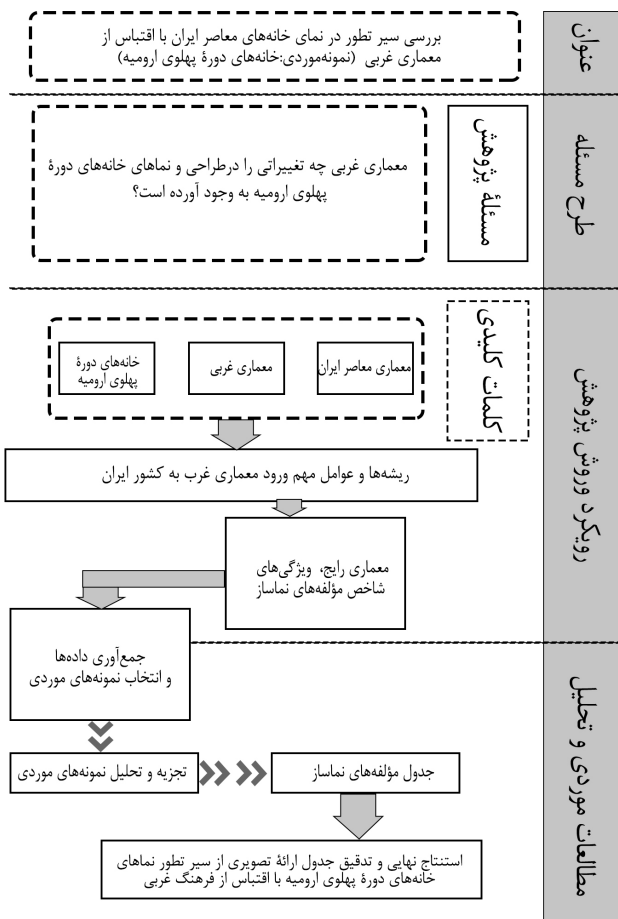 عنوان
بررسی سیر تطور در نمای خانه‌های معاصر ایران با اقتباس از
معماری غربی (نمونه‌موردی:خانه‌های دورهٔ پهلوی ارومیه)
طرح مسئله
مسئلهٔ پژوهش
معماری غربی چه تغییراتی را درطراحی و نماهای خانه‌های دورهٔ
پهلوی ارومیه به وجود آورده است؟
رویکرد وروش پژوهش
کلمات کلیدی
معماری معاصر ایران
معماری غربی
خانه‌های دورهٔ
پهلوی ارومیه
ریشه‌ها و عوامل مهم ورود معماری غرب به کشور ایران
معماری رایج، ویژگی‌های
شاخص مؤلفه‌های نماساز
مطالعات موردی و تحلیل
جمع‌آوری داده‌ها
و انتخاب نمونه‌های موردی
تجزیه و تحلیل نمونه‌های موردی
جدول مؤلفه‌های نماساز
استنتاج نهایی و تدقیق جدول ارائهٔ تصویری از سیر تطور نماهای
خانه‌های دورهٔ پهلوی ارومیه با اقتباس از فرهنگ غربی